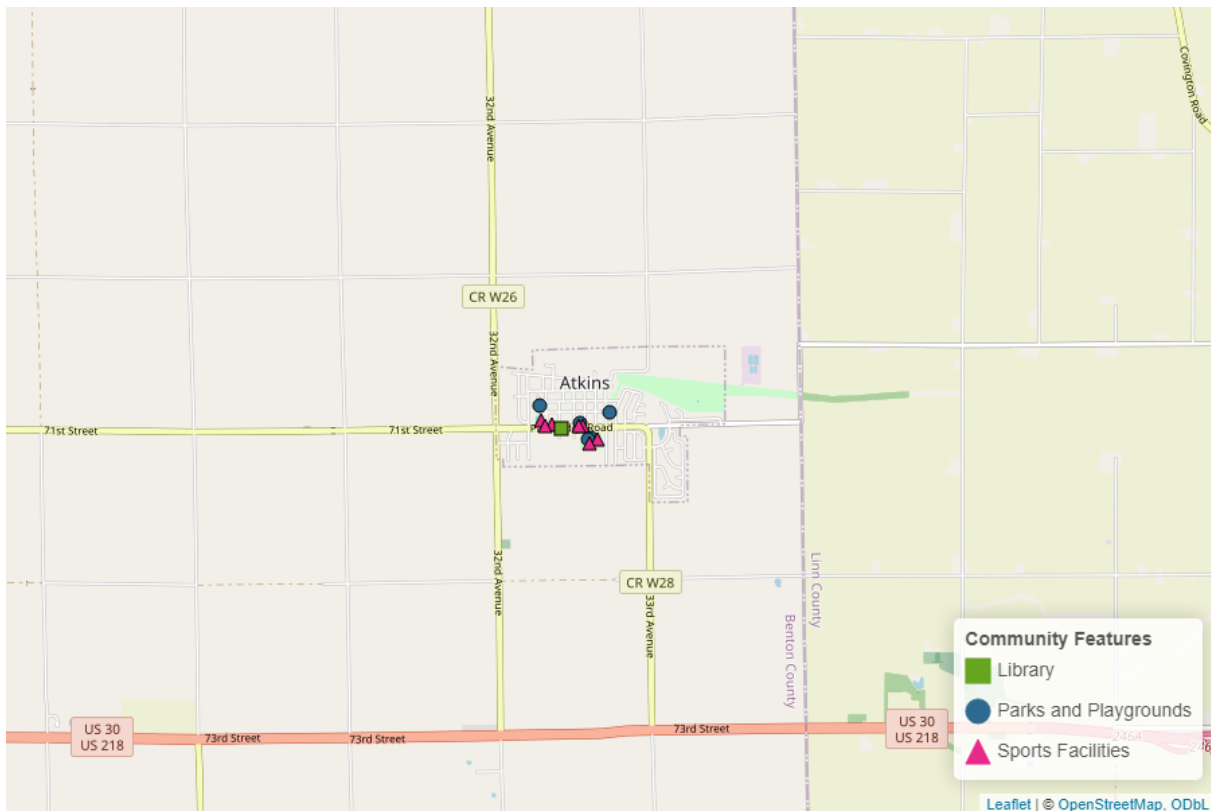 32nd Avenue
Covington Road
CR W26
32nd Avenue
Atkins
71st Street
71st Street
Road
32nd Avenue
CR W28
33rd Avenue
Linn County
Benton County
Community Features
Library
Parks and Playgrounds
Sports Facilities
US 30
US 218
73rd Street
73rd Street
73rd Street
US 30
US 218
246A
Leaflet | © OpenStreetMap, ODbL